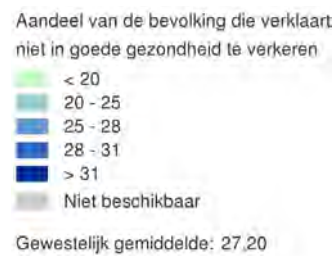 Aandeel van de bevolking die verklaart
niet in goede gezondheid te verkeren
< 20
20 - 25
25 - 28
28 - 31
> 31
Niet beschikbaar
Gewestelijk gemiddelde: 27,20